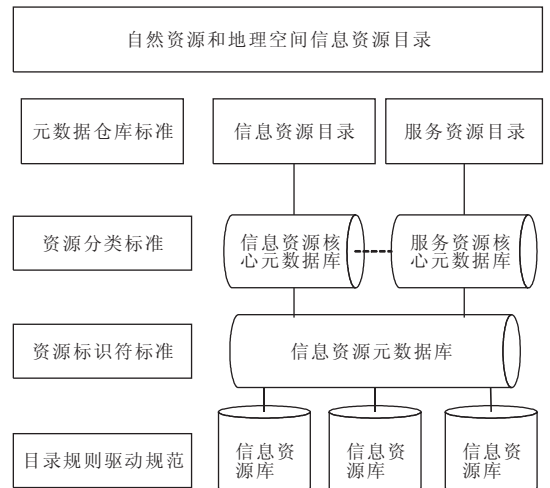 自然资源和地理空间信息资源目录
元数据仓库标准
信息资源目录
服务资源目录
资源分类标准
信息资源核
心元数据库
服务资源核
心元数据库
资源标识符标准
信息资源元数据库
目录规则驱动规范
信息资
源库
信息资
源库
信息资
源库